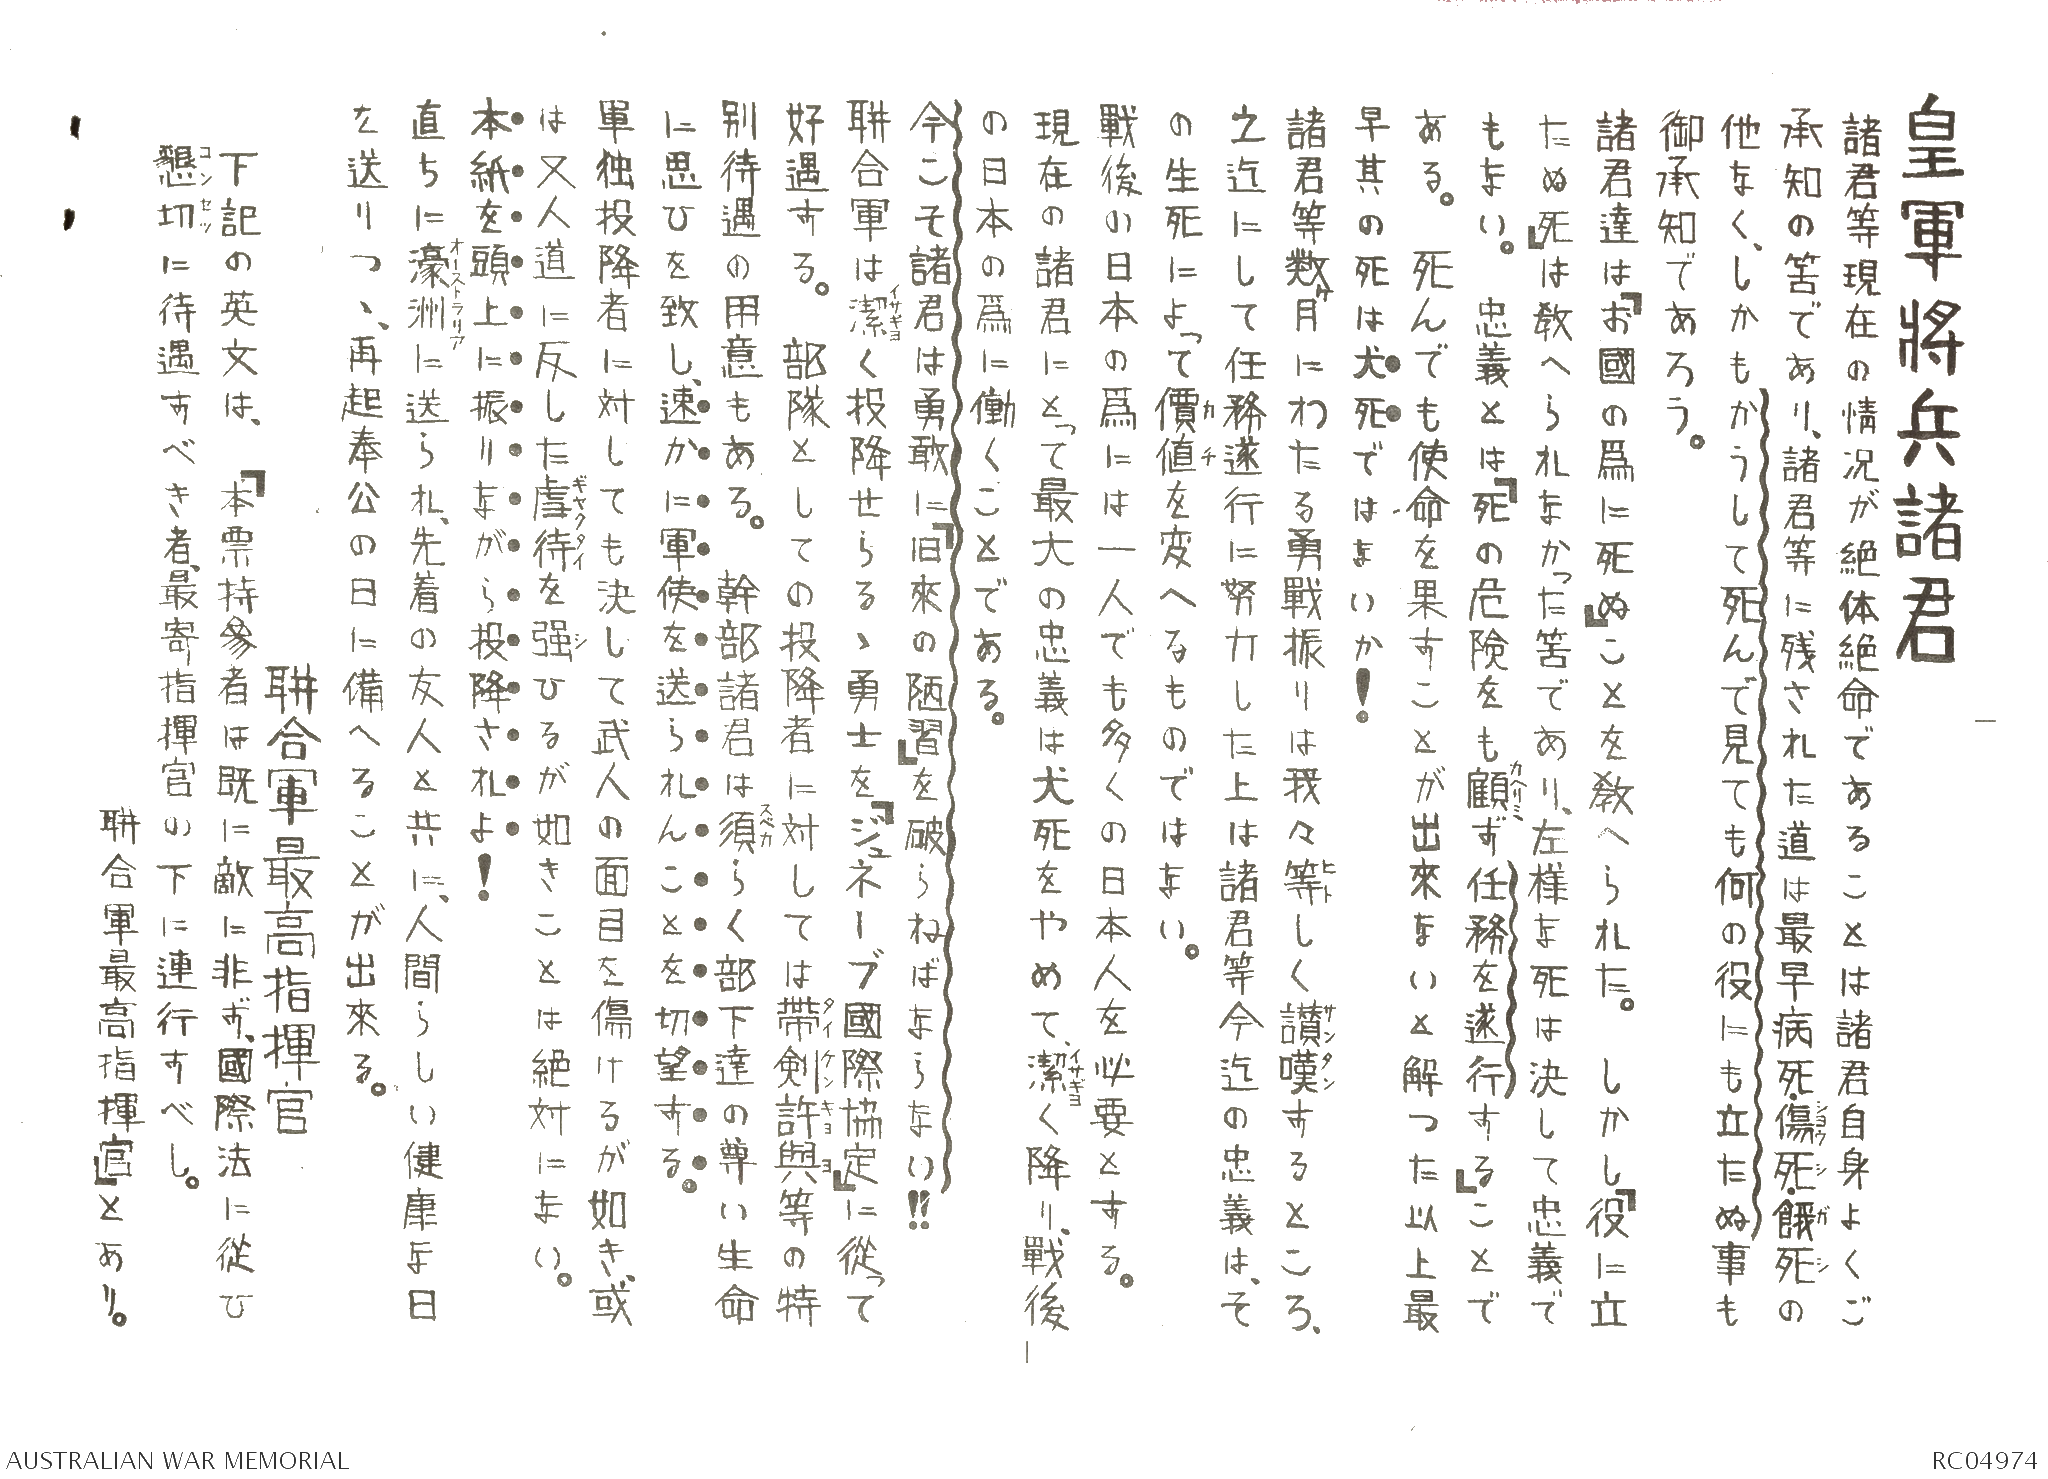 皇軍將兵諸君
諸君等現在の情況が絶体絶命であることは諸君自身よくご
承知の筈であり、諸君等に残された道は最早病死・傷死・餓死の
他なく、しかもかうして死んで見ても何の役にも立たぬ事も
御承知であろう。
諸君達は「お國の爲に死ぬ」ことを教へられた。しかし「役に立
たぬ死」は教へられなかった筈であり、左様な死は決して忠義で
もない。忠義とは「死の危険をも顧ず任務を遂行する」ことで
ある。死んでも使命を果すことが出來ないと解つた以上最
早其の死は犬死ではないか!
諸君等数ヶ月にわたる勇戰振りは我々等しく讃嘆するところ、
之迄にして任務遂行に努力した上は諸君等今迄の忠義は、そ
の生死によって價値を変へるものではない。
戰後の日本の爲には一人でも多くの日本人を必要とする。
現在の諸君にとって最大の忠義は犬死をやめて、潔く降り、戰後
の日本の爲に働くことである。
今こそ諸君は勇敢に「旧來の陋習」を破らねばならない!!
聨合軍は潔く投降せらるゝ勇士を「ジュネーブ國際協定」に從って
好遇する。部隊としての投降者に対しては帶剣許與等の特
別待遇の用意もある。幹部諸君は須らく部下達の尊い生命
に思ひを致し、速かに軍使を送られんことを切望する。
單独投降者に対しても決して武人の面目を傷けるが如き、或
は又人道に反した虐待を强ひるが如きことは絶対にない。
本紙を頭上に振りながら投降されよ!
直ちに濠洲に送られ、先着の友人と共に、人間らしい健康な日
を送りつゝ、再起奉公の日に備へることが出來る。
聨合軍最高指揮官
下記の英文は、「本票持參者は既に敵に非ず、國際法に從ひ
懇切に待遇すべき者、最寄指揮官の下に連行すべし。
聨合軍最高指揮官」とあり。
AUSTRALIAN WAR MEMORIAL
RC04974